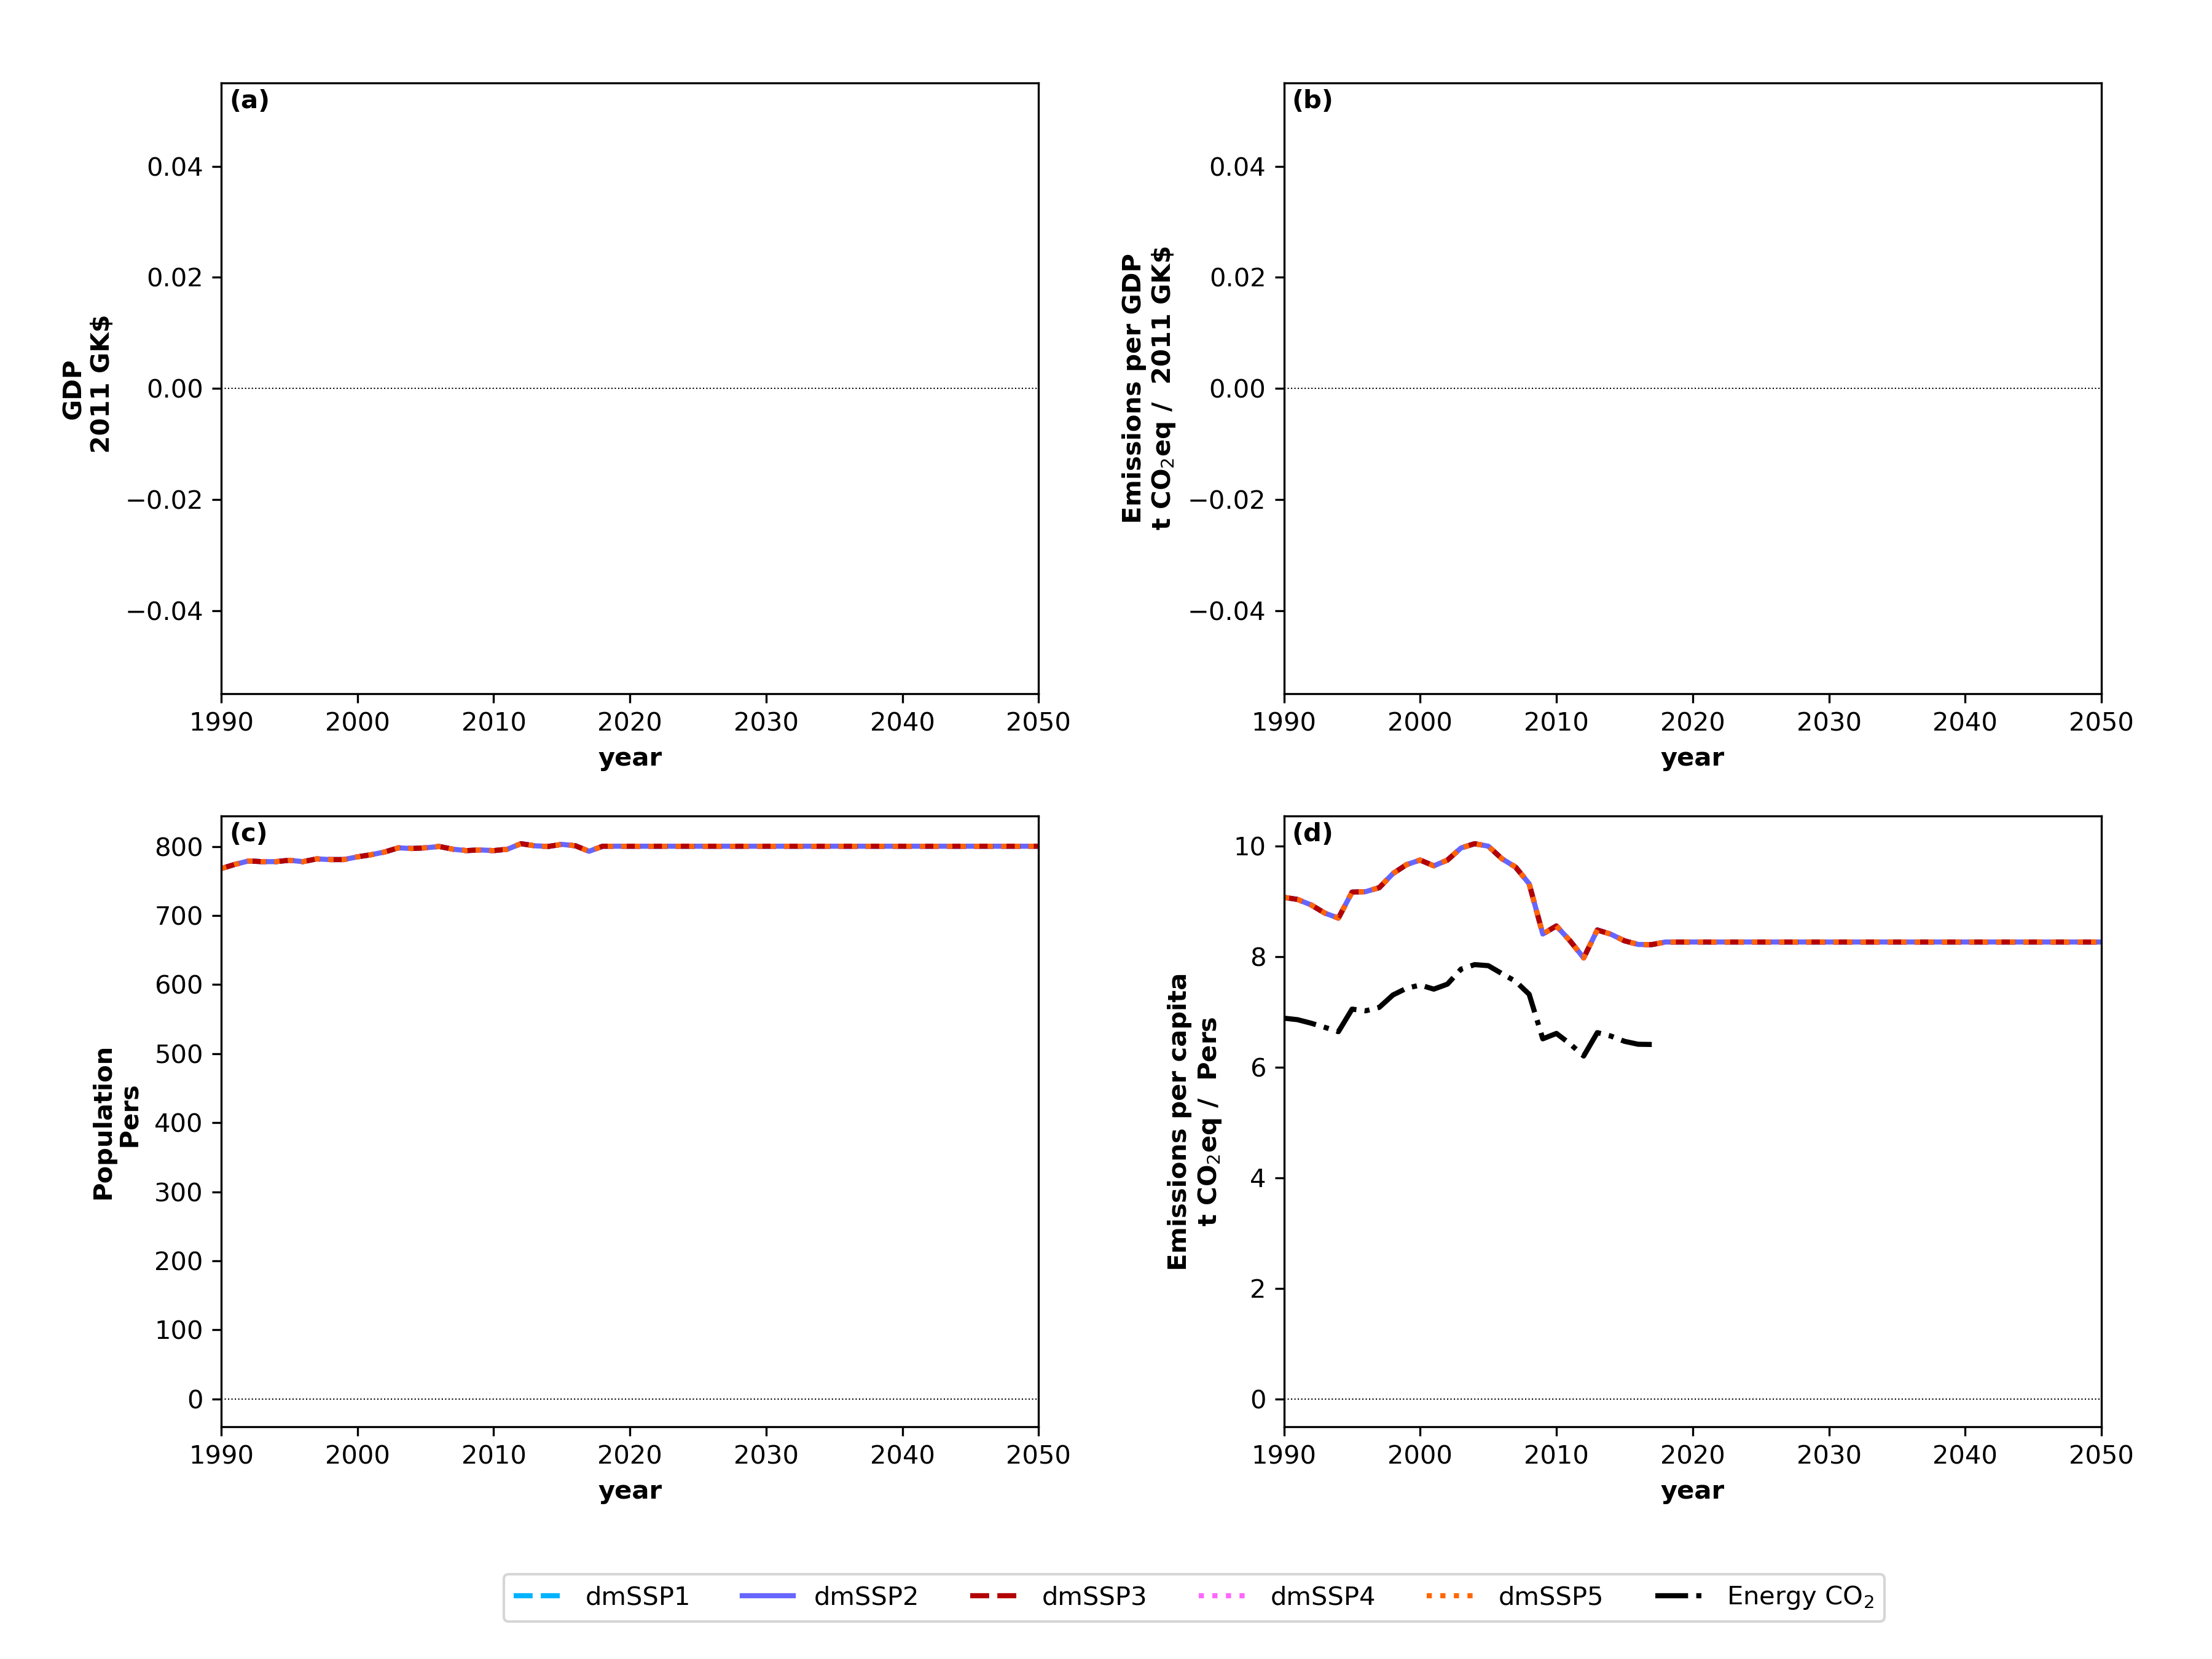 (a)
0.04
0.02
0.00
−0.02
−0.04
GDP
2011 GK$
1990 2000 2010 2020 2030 2040 2050
year
(b)
0.04
0.02
0.00
−0.02
−0.04
Emissions per GDP
t CO₂eq / 2011 GK$
1990 2000 2010 2020 2030 2040 2050
year
(c)
800
700
600
500
400
300
200
100
0
Population
Pers
1990 2000 2010 2020 2030 2040 2050
year
(d)
10
8
6
4
2
0
Emissions per capita
t CO₂eq / Pers
1990 2000 2010 2020 2030 2040 2050
year
dmSSP1 dmSSP2 dmSSP3 dmSSP4 dmSSP5 Energy CO₂